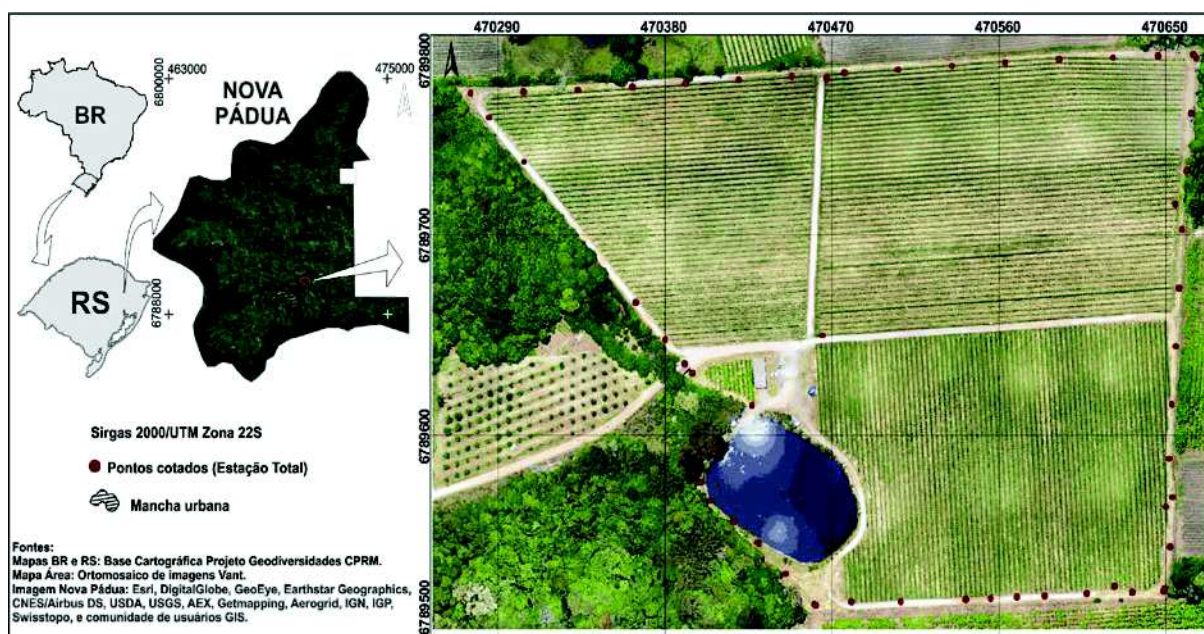 470290 470380 470470 470560 470650
6789800
6789700
6789600
6789500
463000 475000
6800000
6788000
BR
NOVA
PÁDUA
RS
Sirgas 2000/UTM Zona 22S
Pontos cotados (Estação Total)
Mancha urbana
Fontes:
Mapas BR e RS: Base Cartográfica Projeto Geodiversidades CPRM.
Mapa Área: Ortomosaico de imagens Vant.
Imagem Nova Pádua: Esri, DigitalGlobe, GeoEye, Earthstar Geographics,
CNES/Airbus DS, USDA, USGS, AEX, Getmapping, Aerogrid, IGN, IGP,
Swisstopo, e comunidade de usuários GIS.